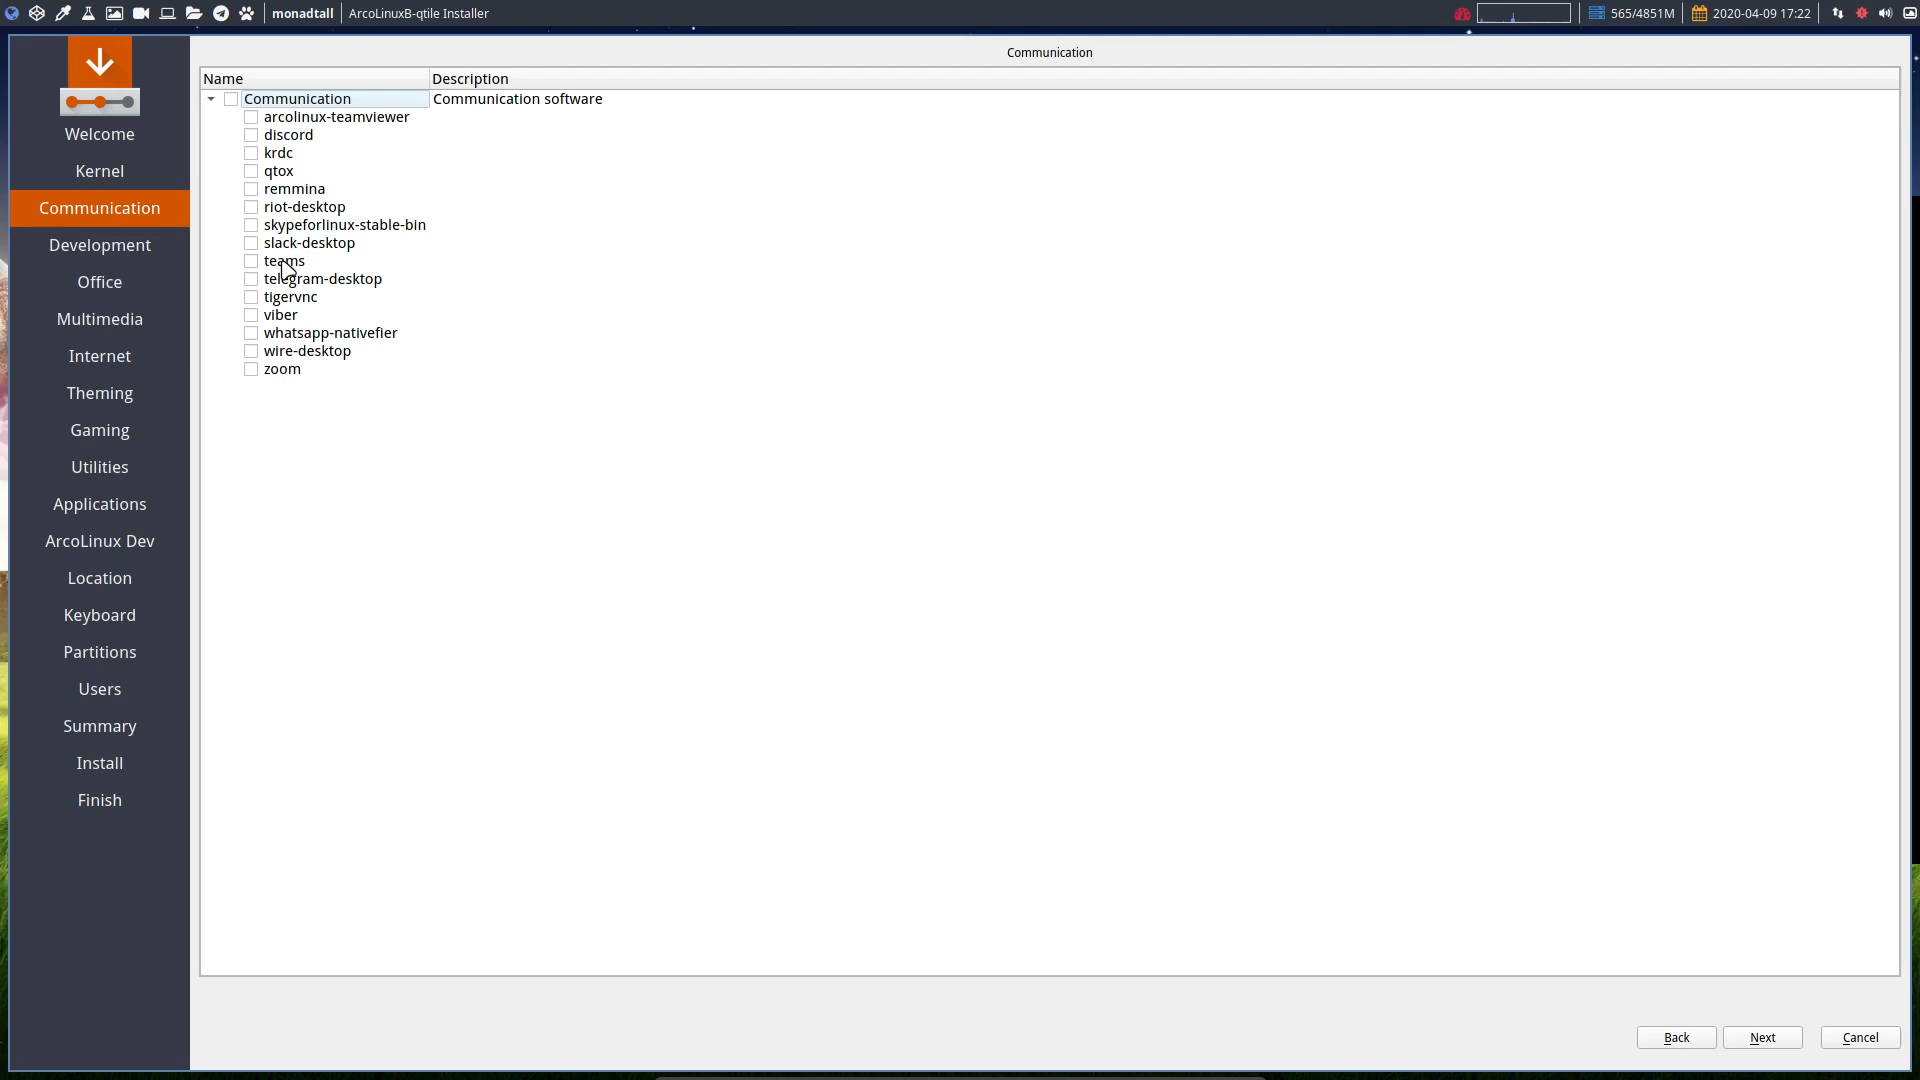 monadtall ArcoLinuxB-qtile Installer 565/4851M 2020-04-09 17:22
Welcome
Kernel
Communication
Development
Office
Multimedia
Internet
Theming
Gaming
Utilities
Applications
ArcoLinux Dev
Location
Keyboard
Partitions
Users
Summary
Install
Finish
Communication
Name Description
Communication Communication software
arcolinux-teamviewer
discord
krdc
qtox
remmina
riot-desktop
skypeforlinux-stable-bin
slack-desktop
teams
telegram-desktop
tigervnc
viber
whatsapp-nativefier
wire-desktop
zoom
Back Next Cancel